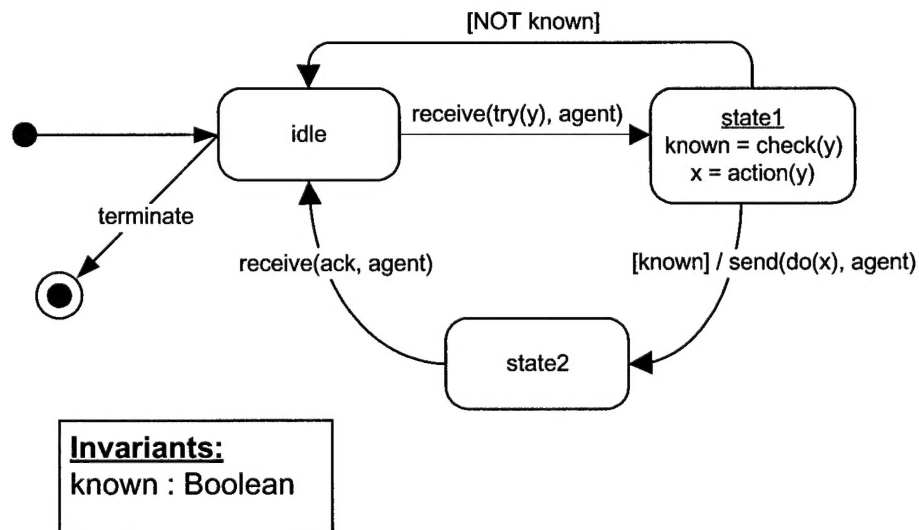 [NOT known]
idle
receive(try(y), agent)
state1
known = check(y)
x = action(y)
terminate
receive(ack, agent)
[known] / send(do(x), agent)
state2
Invariants:
known : Boolean